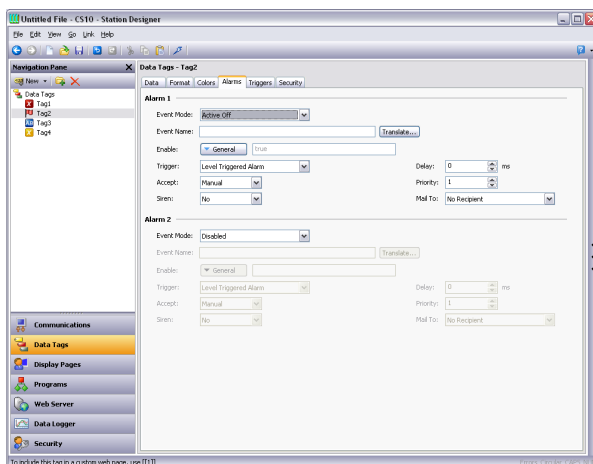 Untitled File - CS10 - Station Designer
File Edit View Go Link Help
Navigation Pane
New
Data Tags
Tag1
Tag2
Tag3
Tag4
Communications
Data Tags
Display Pages
Programs
Web Server
Data Logger
Security
Data Tags - Tag2
Data Format Colors Alarms Triggers Security
Alarm 1
Event Mode: Active Off
Event Name: Translate...
Enable: General true
Trigger: Level Triggered Alarm Delay: 0 ms
Accept: Manual Priority: 1
Siren: No Mail To: No Recipient
Alarm 2
Event Mode: Disabled
Event Name: Translate...
Enable: General
Trigger: Level Triggered Alarm Delay: 0 ms
Accept: Manual Priority: 1
Siren: No Mail To: No Recipient
To include this tag in a custom web page, use [[1]]